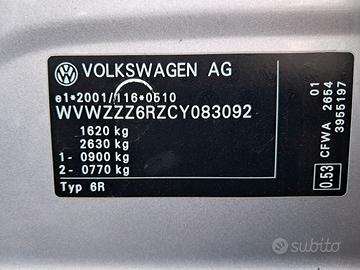 VOLKSWAGEN AG
e1*2001/116*0510
WVWZZZ6RZCY083092
1620 kg
2630 kg
1- 0900 kg
2- 0770 kg
Typ 6R
01
CFWA 2654
3955197
0.53
subito